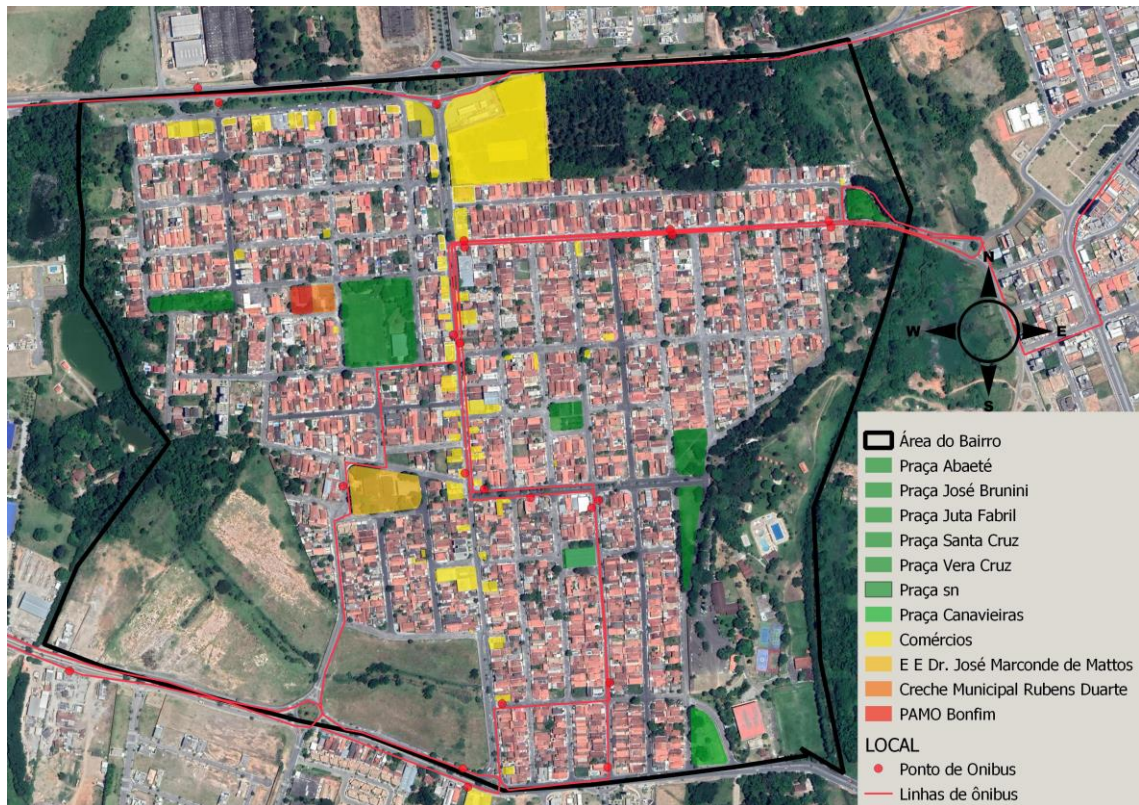 N
W E
S
Área do Bairro
Praça Abaeté
Praça José Brunini
Praça Juta Fabril
Praça Santa Cruz
Praça Vera Cruz
Praça sn
Praça Canavieiras
Comércios
E E Dr. José Marconde de Mattos
Creche Municipal Rubens Duarte
PAMO Bonfim
LOCAL
Ponto de Onibus
Linhas de ônibus